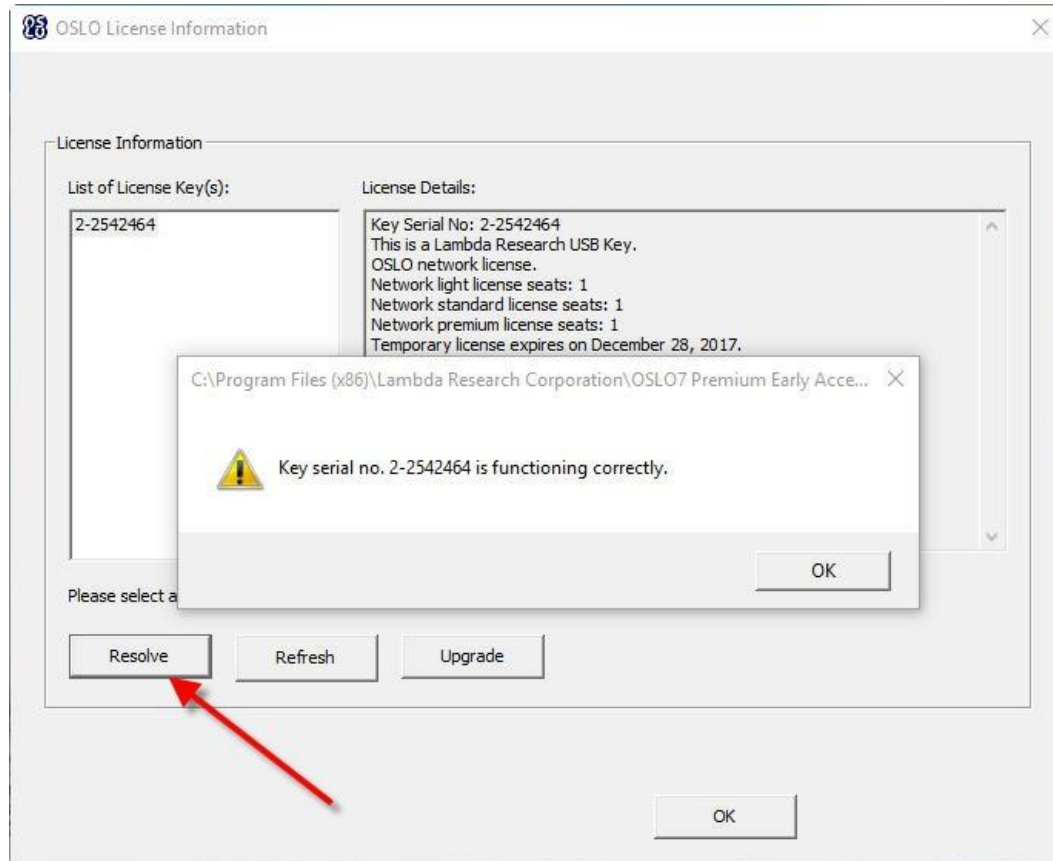 OSLO License Information
License Information
List of License Key(s):
License Details:
2-2542464
Key Serial No: 2-2542464
This is a Lambda Research USB Key.
OSLO network license.
Network light license seats: 1
Network standard license seats: 1
Network premium license seats: 1
Temporary license expires on December 28, 2017.
C:\Program Files (x86)\Lambda Research Corporation\OSLO7 Premium Early Acce...
Key serial no. 2-2542464 is functioning correctly.
OK
Please select a
Resolve
Refresh
Upgrade
OK